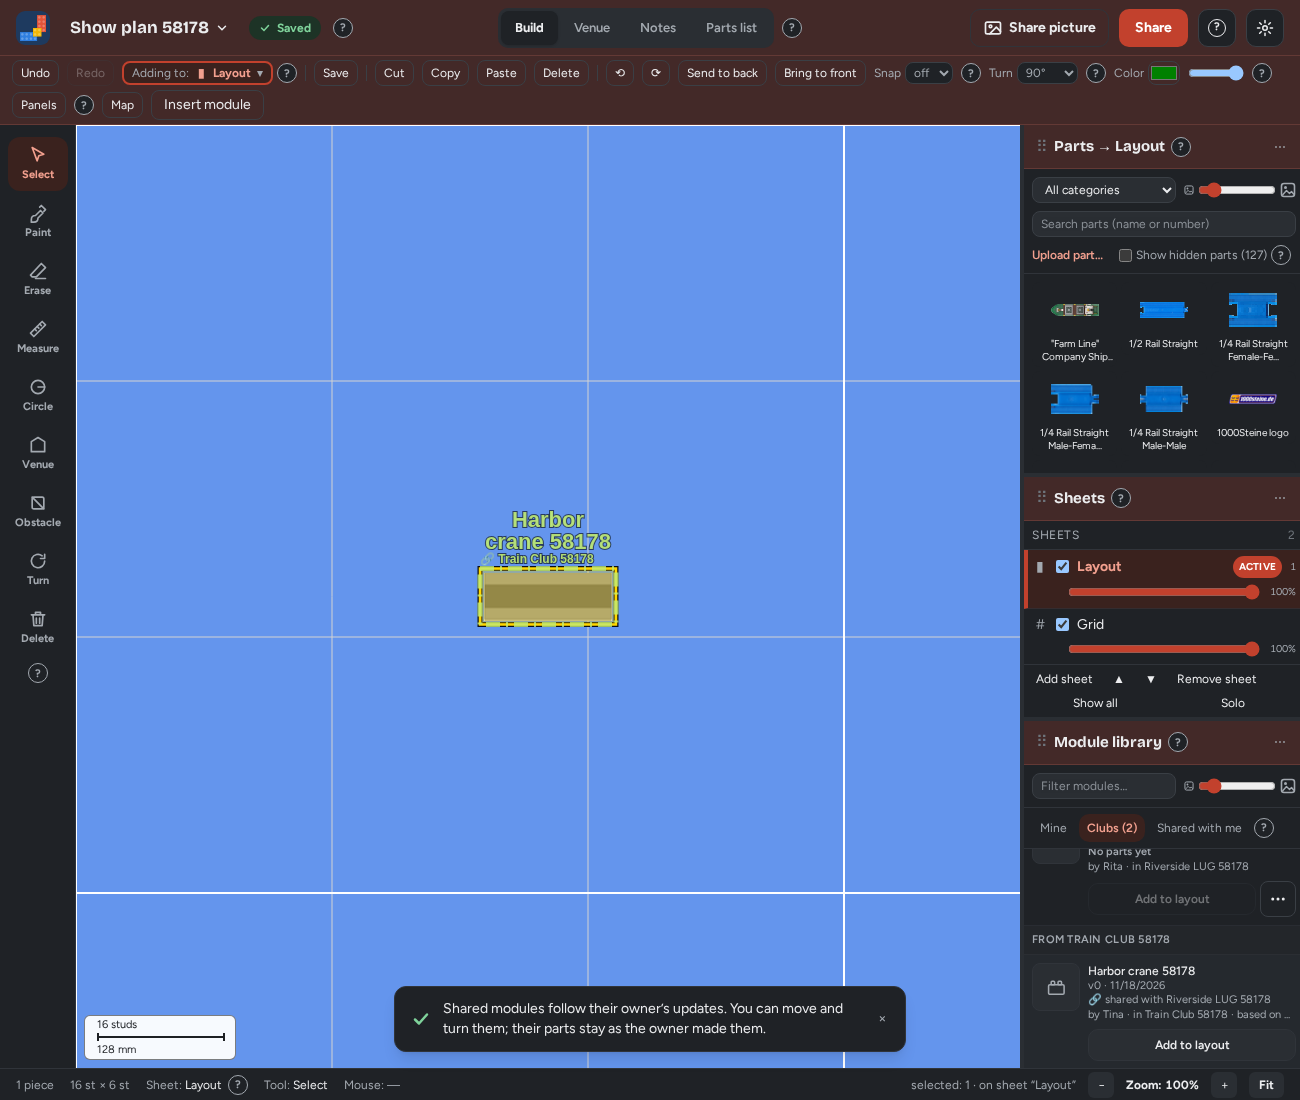 Show plan 58178
Saved
?
Build
Venue
Notes
Parts list
?
Share picture
Share
?
Undo
Redo
Adding to: Layout ▾
?
Save
Cut
Copy
Paste
Delete
⟲
⟳
Send to back
Bring to front
Snap
off
?
Turn
90°
?
Color
?
Panels
?
Map
Insert module
Select
Paint
Erase
Measure
Circle
Venue
Obstacle
Turn
Delete
?
Harbor
crane 58178
Train Club 58178
16 studs
128 mm
Shared modules follow their owner's updates. You can move and
turn them; their parts stay as the owner made them.
×
Parts → Layout
?
...
All categories
Search parts (name or number)
Upload part...
Show hidden parts (127)
?
"Farm Line"
Company Ship...
1/2 Rail Straight
1/4 Rail Straight
Female-Fe...
1/4 Rail Straight
Male-Fema...
1/4 Rail Straight
Male-Male
1000Steine.de
1000Steine logo
Sheets
?
...
SHEETS
2
Layout
ACTIVE
1
100%
# Grid
100%
Add sheet
▲
▼
Remove sheet
Show all
Solo
Module library
?
...
Filter modules...
Mine
Clubs (2)
Shared with me
?
No parts yet
by Rita · in Riverside LUG 58178
Add to layout
...
FROM TRAIN CLUB 58178
Harbor crane 58178
v0 · 11/18/2026
🔗 shared with Riverside LUG 58178
by Tina · in Train Club 58178 · based on ...
Add to layout
1 piece
16 st × 6 st
Sheet: Layout
?
Tool: Select
Mouse: —
selected: 1 · on sheet "Layout"
-
Zoom: 100%
+
Fit